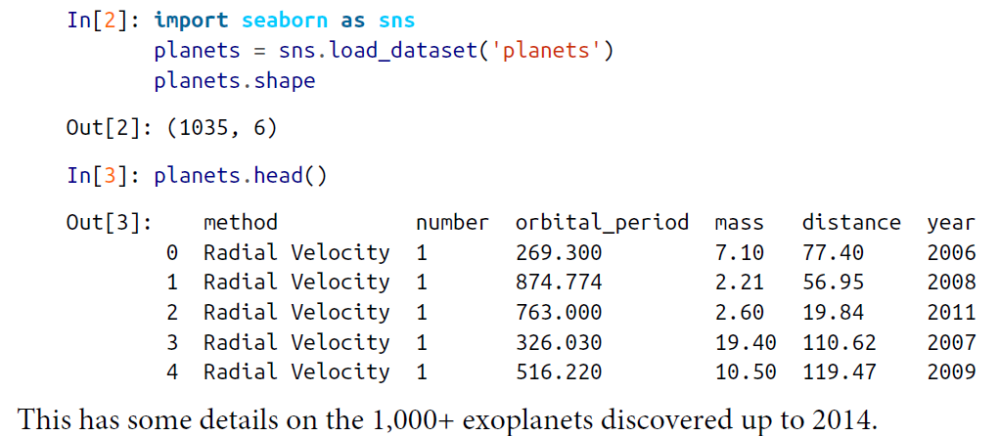 In[2]: import seaborn as sns
planets = sns.load_dataset('planets')
planets.shape
Out[2]: (1035, 6)
In[3]: planets.head()
Out[3]: method number orbital_period mass distance year
0 Radial Velocity 1 269.300 7.10 77.40 2006
1 Radial Velocity 1 874.774 2.21 56.95 2008
2 Radial Velocity 1 763.000 2.60 19.84 2011
3 Radial Velocity 1 326.030 19.40 110.62 2007
4 Radial Velocity 1 516.220 10.50 119.47 2009
This has some details on the 1,000+ exoplanets discovered up to 2014.